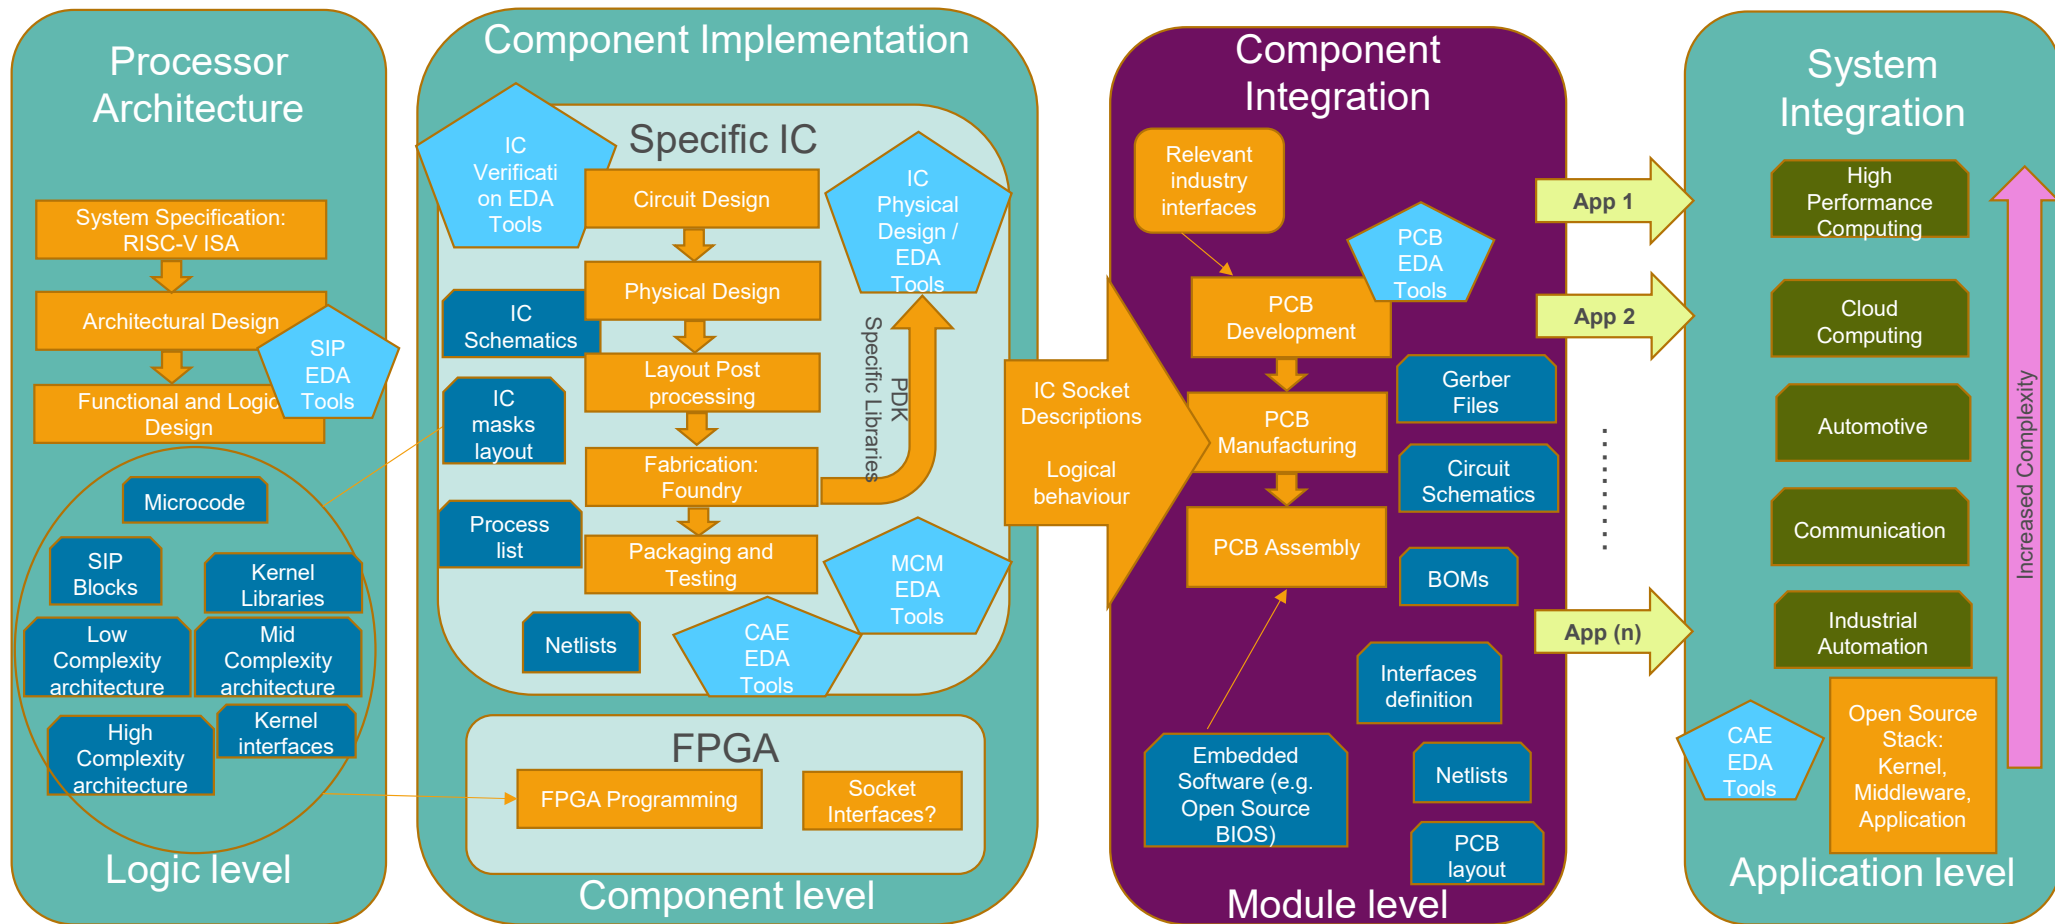 Processor
Architecture
System Specification:
RISC-V ISA
Architectural Design
SIP
EDA
Tools
Functional and Logic
Design
Microcode
SIP
Blocks
Kernel
Libraries
Low
Complexity
architecture
Mid
Complexity
architecture
High
Complexity
architecture
Kernel
interfaces
Logic level
Component Implementation
Specific IC
IC
Verificati
on EDA
Tools
Circuit Design
IC
Physical
Design /
EDA
Tools
Physical Design
IC
Schematics
Layout Post
processing
IC
masks
layout
PDK
Specific Libraries
Fabrication:
Foundry
Process
list
Packaging and
Testing
MCM
EDA
Tools
Netlists
CAE
EDA
Tools
FPGA
FPGA Programming
Socket
Interfaces?
Component level
IC Socket
Descriptions
Logical
behaviour
Component
Integration
Relevant
industry
interfaces
PCB
EDA
Tools
PCB
Development
PCB
Manufacturing
PCB Assembly
Gerber
Files
Circuit
Schematics
BOMs
Interfaces
definition
Embedded
Software (e.g.
Open Source
BIOS)
Netlists
PCB
layout
Module level
App 1
App 2
App (n)
System
Integration
High
Performance
Computing
Cloud
Computing
Automotive
Communication
Industrial
Automation
Increased Complexity
CAE
EDA
Tools
Open Source
Stack:
Kernel,
Middleware,
Application
Application level